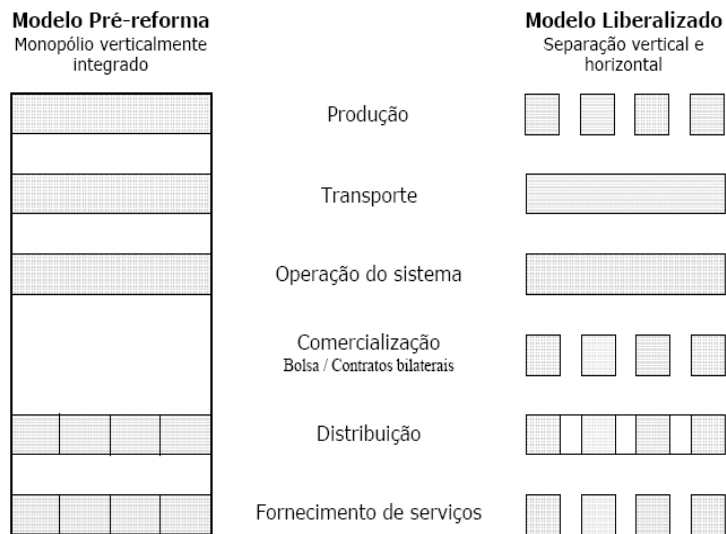 Modelo Pré-reforma
Monopólio verticalmente
integrado
Modelo Liberalizado
Separação vertical e
horizontal
Produção
Transporte
Operação do sistema
Comercialização
Bolsa / Contratos bilaterais
Distribuição
Fornecimento de serviços